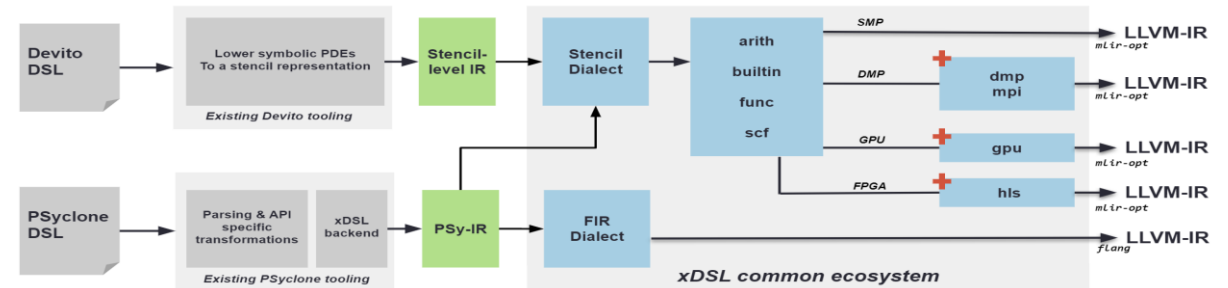 Devito
DSL
Lower symbolic PDEs
To a stencil representation
Existing Devito tooling
Stencil-
level IR
Stencil
Dialect
arith
builtin
func
scf
SMP
LLVM-IR
mlir-opt
DMP
dmp
mpi
LLVM-IR
mlir-opt
GPU
gpu
LLVM-IR
mlir-opt
FPGA
hls
LLVM-IR
mlir-opt
PSyclone
DSL
Parsing & API
specific
transformations
xDSL
backend
Existing PSyclone tooling
PSy-IR
FIR
Dialect
LLVM-IR
flang
xDSL common ecosystem